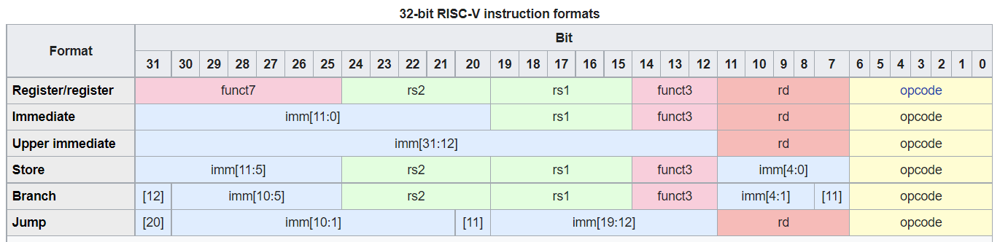 32-bit RISC-V instruction formats
Format Bit
31 30 29 28 27 26 25 24 23 22 21 20 19 18 17 16 15 14 13 12 11 10 9 8 7 6 5 4 3 2 1 0
Register/register funct7 rs2 rs1 funct3 rd opcode
Immediate imm[11:0] rs1 funct3 rd opcode
Upper immediate imm[31:12] rd opcode
Store imm[11:5] rs2 rs1 funct3 imm[4:0] opcode
Branch [12] imm[10:5] rs2 rs1 funct3 imm[4:1] [11] opcode
Jump [20] imm[10:1] [11] imm[19:12] rd opcode